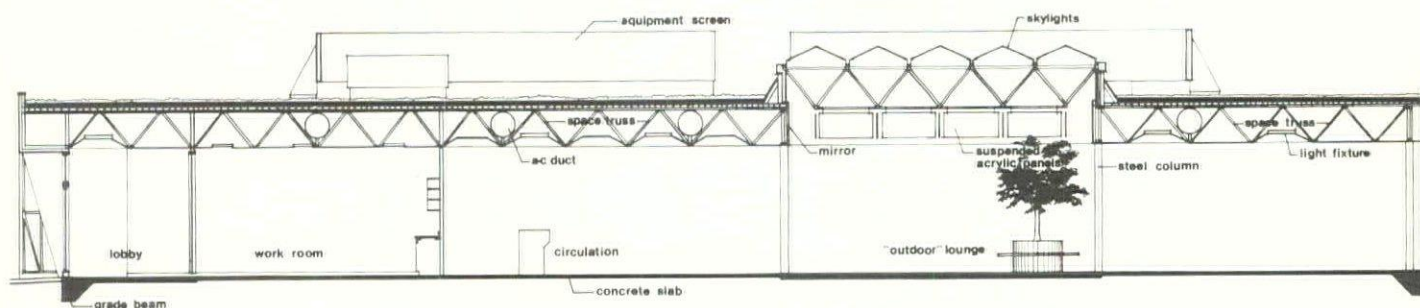 equipment screen
skylights
space truss
a-c duct
mirror
suspended
acrylic panels
space truss
light fixture
steel column
lobby
work room
circulation
"outdoor" lounge
concrete slab
grade beam